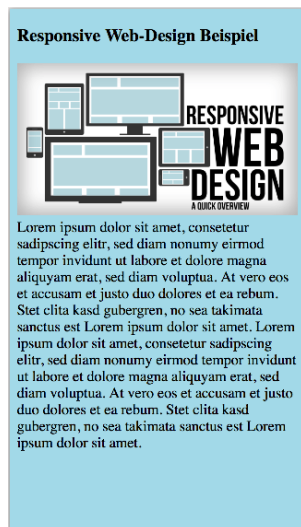 Responsive Web-Design Beispiel
RESPONSIVE
WEB
DESIGN
A QUICK OVERVIEW
Lorem ipsum dolor sit amet, consetetur
sadipscing elitr, sed diam nonumy eirmod
tempor invidunt ut labore et dolore magna
aliquyam erat, sed diam voluptua. At vero eos
et accusam et justo duo dolores et ea rebum.
Stet clita kasd gubergren, no sea takimata
sanctus est Lorem ipsum dolor sit amet. Lorem
ipsum dolor sit amet, consetetur sadipscing
elitr, sed diam nonumy eirmod tempor invidunt
ut labore et dolore magna aliquyam erat, sed
diam voluptua. At vero eos et accusam et justo
duo dolores et ea rebum. Stet clita kasd
gubergren, no sea takimata sanctus est Lorem
ipsum dolor sit amet.